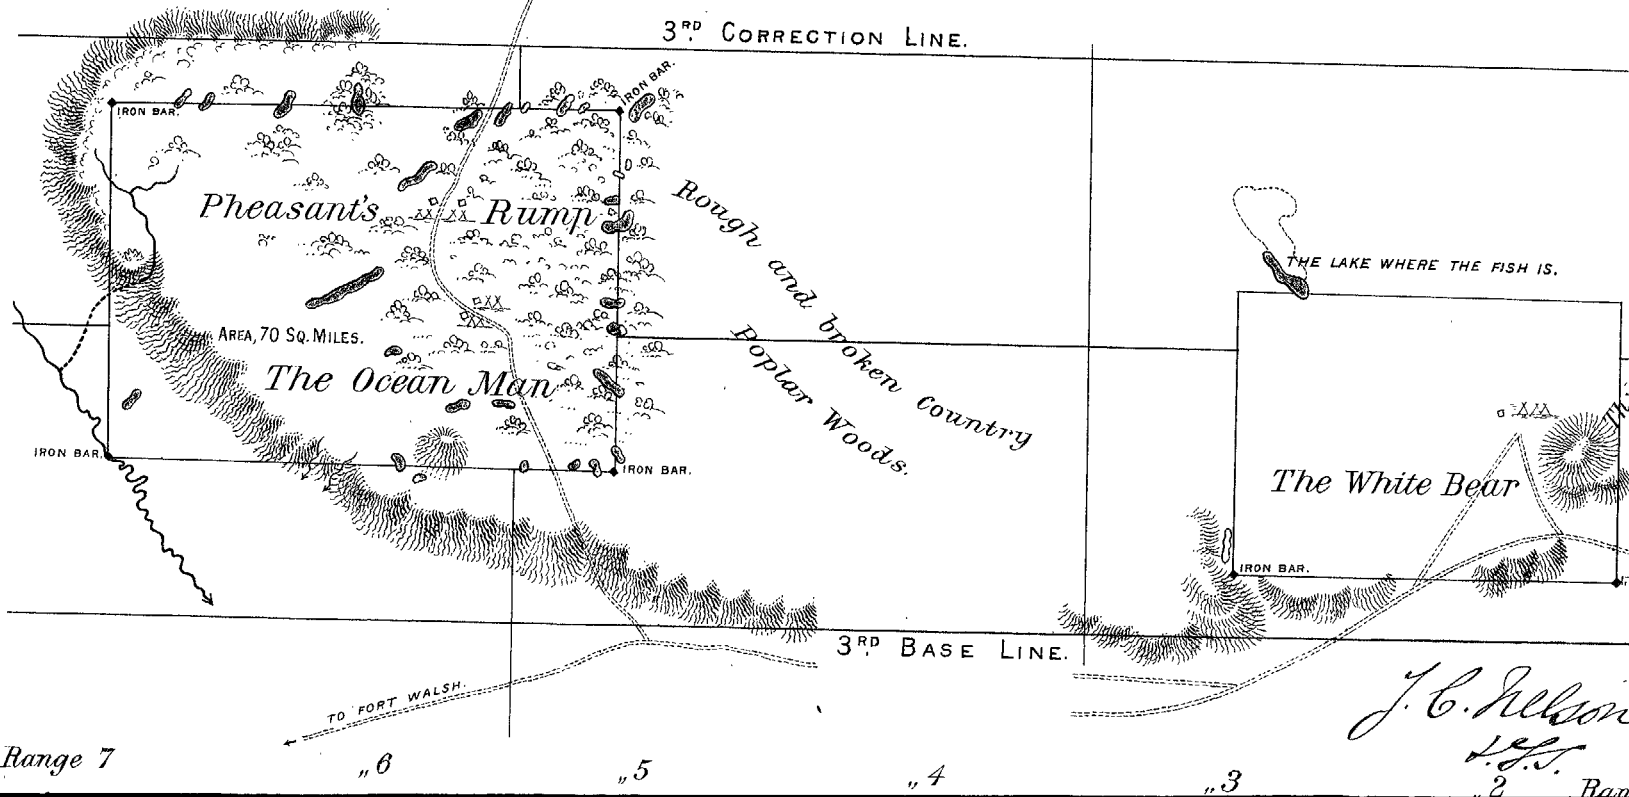 3RD CORRECTION LINE.
IRON BAR.
IRON BAR.
Pheasant's Rump
Rough and broken country
Poplar Woods.
THE LAKE WHERE THE FISH IS.
AREA, 70 SQ. MILES.
The Ocean Man
IRON BAR.
IRON BAR.
The White Bear
IRON BAR.
3RD BASE LINE.
TO FORT WALSH.
J. C. Nelson
D.L.S.
Range 7 „6 „5 „4 „3 „2